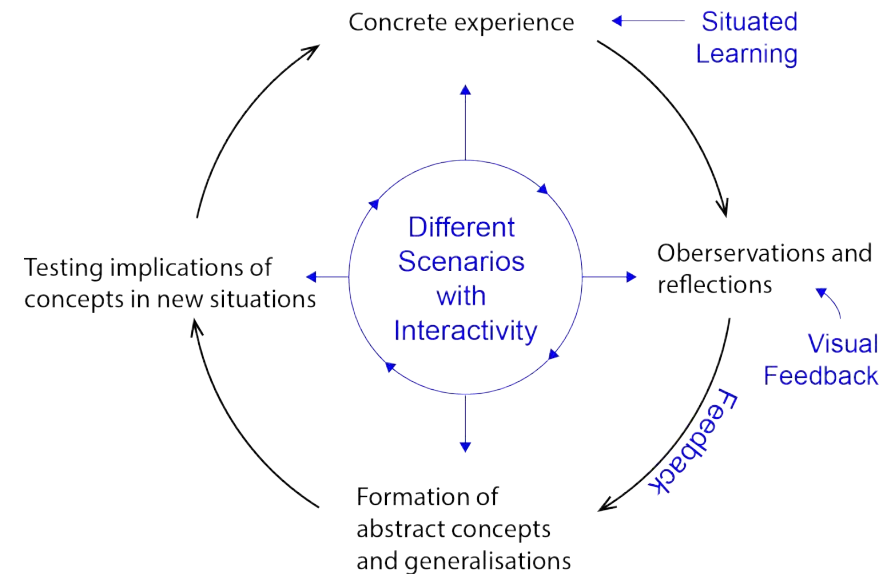 Concrete experience
Situated
Learning
Different
Scenarios
with
Interactivity
Oberservations and
reflections
Testing implications of
concepts in new situations
Visual
Feedback
Feedback
Formation of
abstract concepts
and generalisations